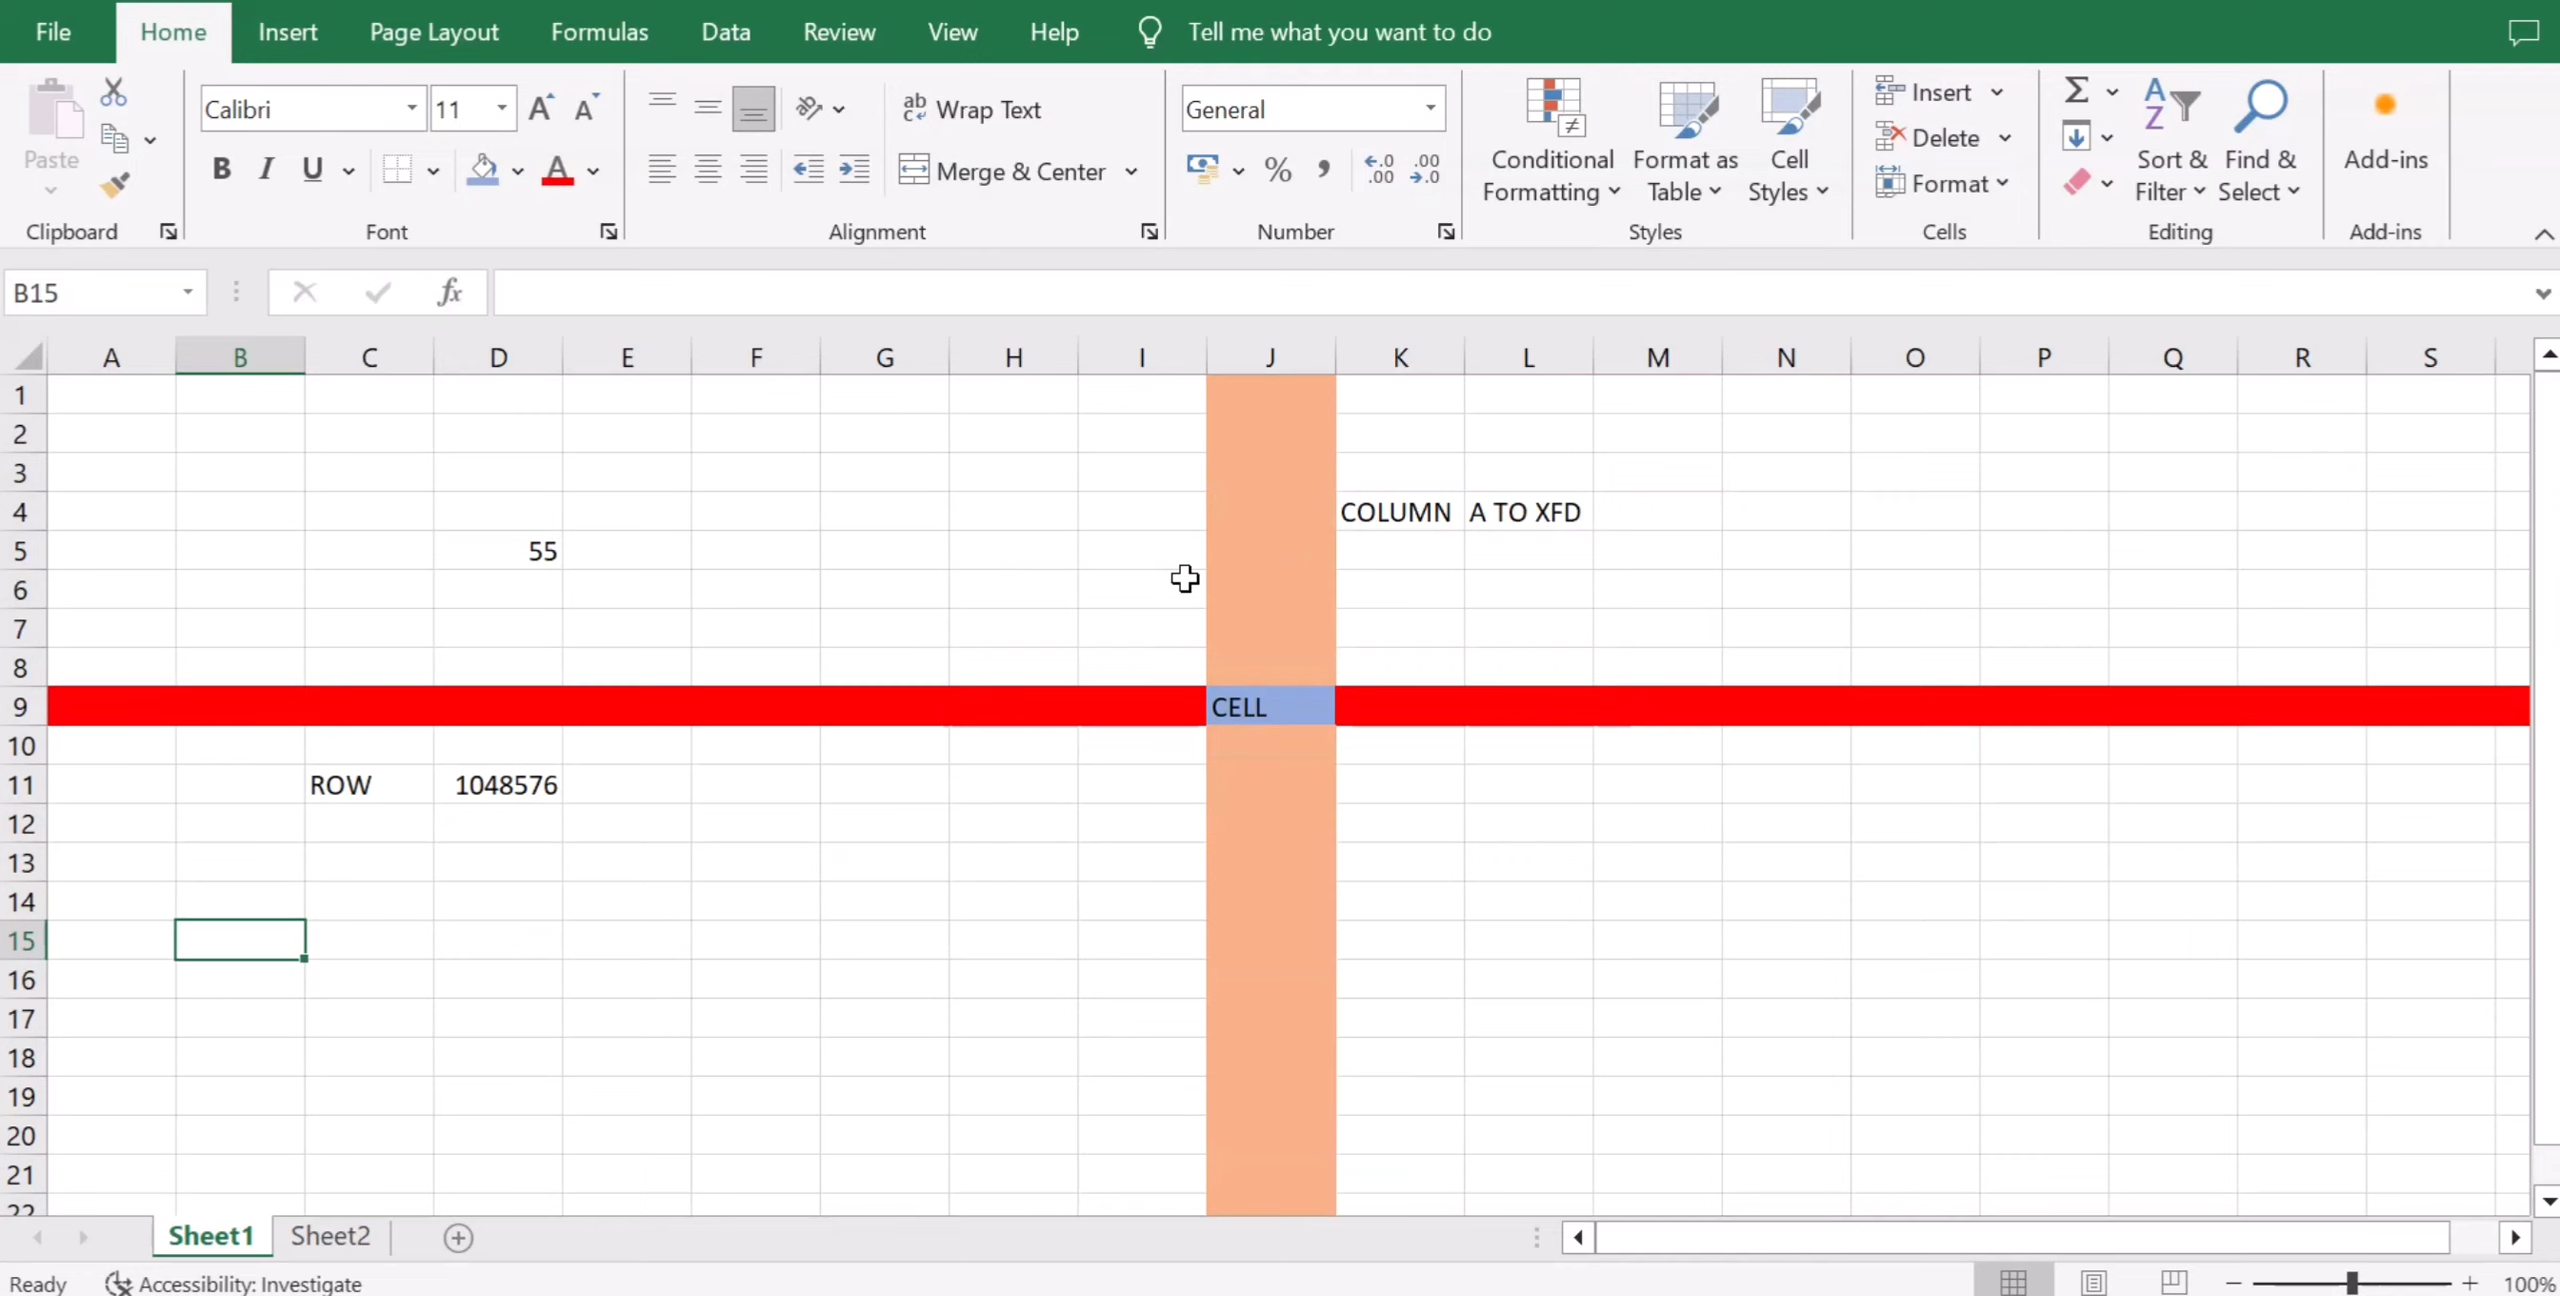 File Home Insert Page Layout Formulas Data Review View Help Tell me what you want to do
Paste
Clipboard
Calibri 11
B I U
Font
Wrap Text
Merge & Center
Alignment
General
% ,
Number
Conditional Formatting
Format as Table
Cell Styles
Styles
Insert
Delete
Format
Cells
Sort & Filter
Find & Select
Editing
Add-ins
Add-ins
B15 fx
A B C D E F G H I J K L M N O P Q R S
1
2
3
4 COLUMN A TO XFD
5 55
6
7
8
9 CELL
10
11 ROW 1048576
12
13
14
15
16
17
18
19
20
21
22
Sheet1 Sheet2
Ready Accessibility: Investigate 100%